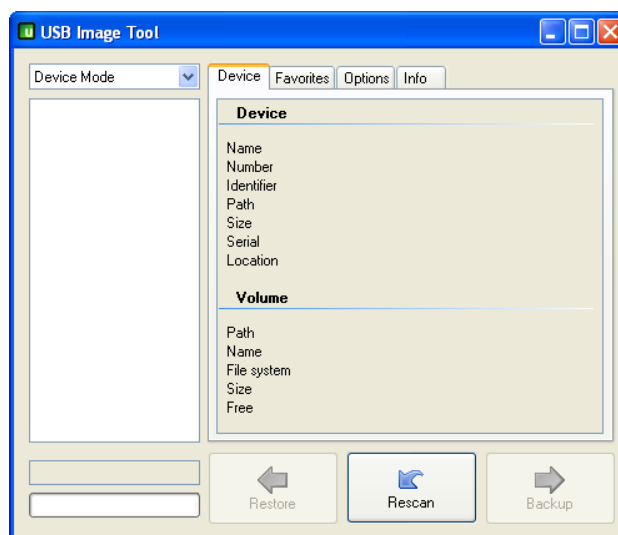 USB Image Tool
Device Mode
Device Favorites Options Info
Device
Name
Number
Identifier
Path
Size
Serial
Location
Volume
Path
Name
File system
Size
Free
Restore Rescan Backup